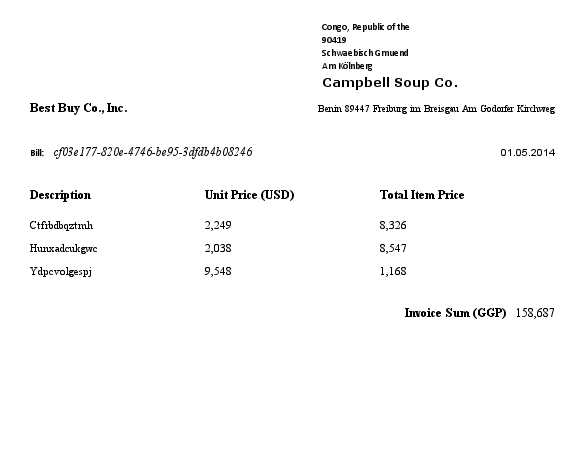 Congo, Republic of the
90419
Schwaebisch Gmuend
Am Kölnberg
Campbell Soup Co.
Best Buy Co., Inc.
Benin 89447 Freiburg im Breisgau Am Godorfer Kirchweg
Bill: cf03e177-820e-4746-be95-3dfdb4b08246
01.05.2014
Description Unit Price (USD) Total Item Price
Ctfrbdbqztmh 2,249 8,326
Hunxadcukgwc 2,038 8,547
Ydpcvolgespj 9,548 1,168
Invoice Sum (GGP) 158,687